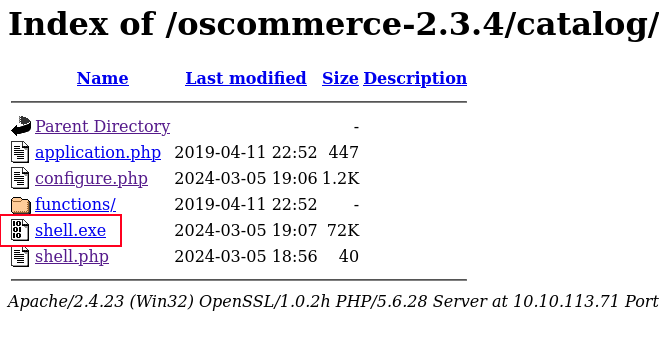 Index of /oscommerce-2.3.4/catalog/
Name Last modified Size Description
Parent Directory -
application.php 2019-04-11 22:52 447
configure.php 2024-03-05 19:06 1.2K
functions/ 2019-04-11 22:52 -
shell.exe 2024-03-05 19:07 72K
shell.php 2024-03-05 18:56 40
Apache/2.4.23 (Win32) OpenSSL/1.0.2h PHP/5.6.28 Server at 10.10.113.71 Port